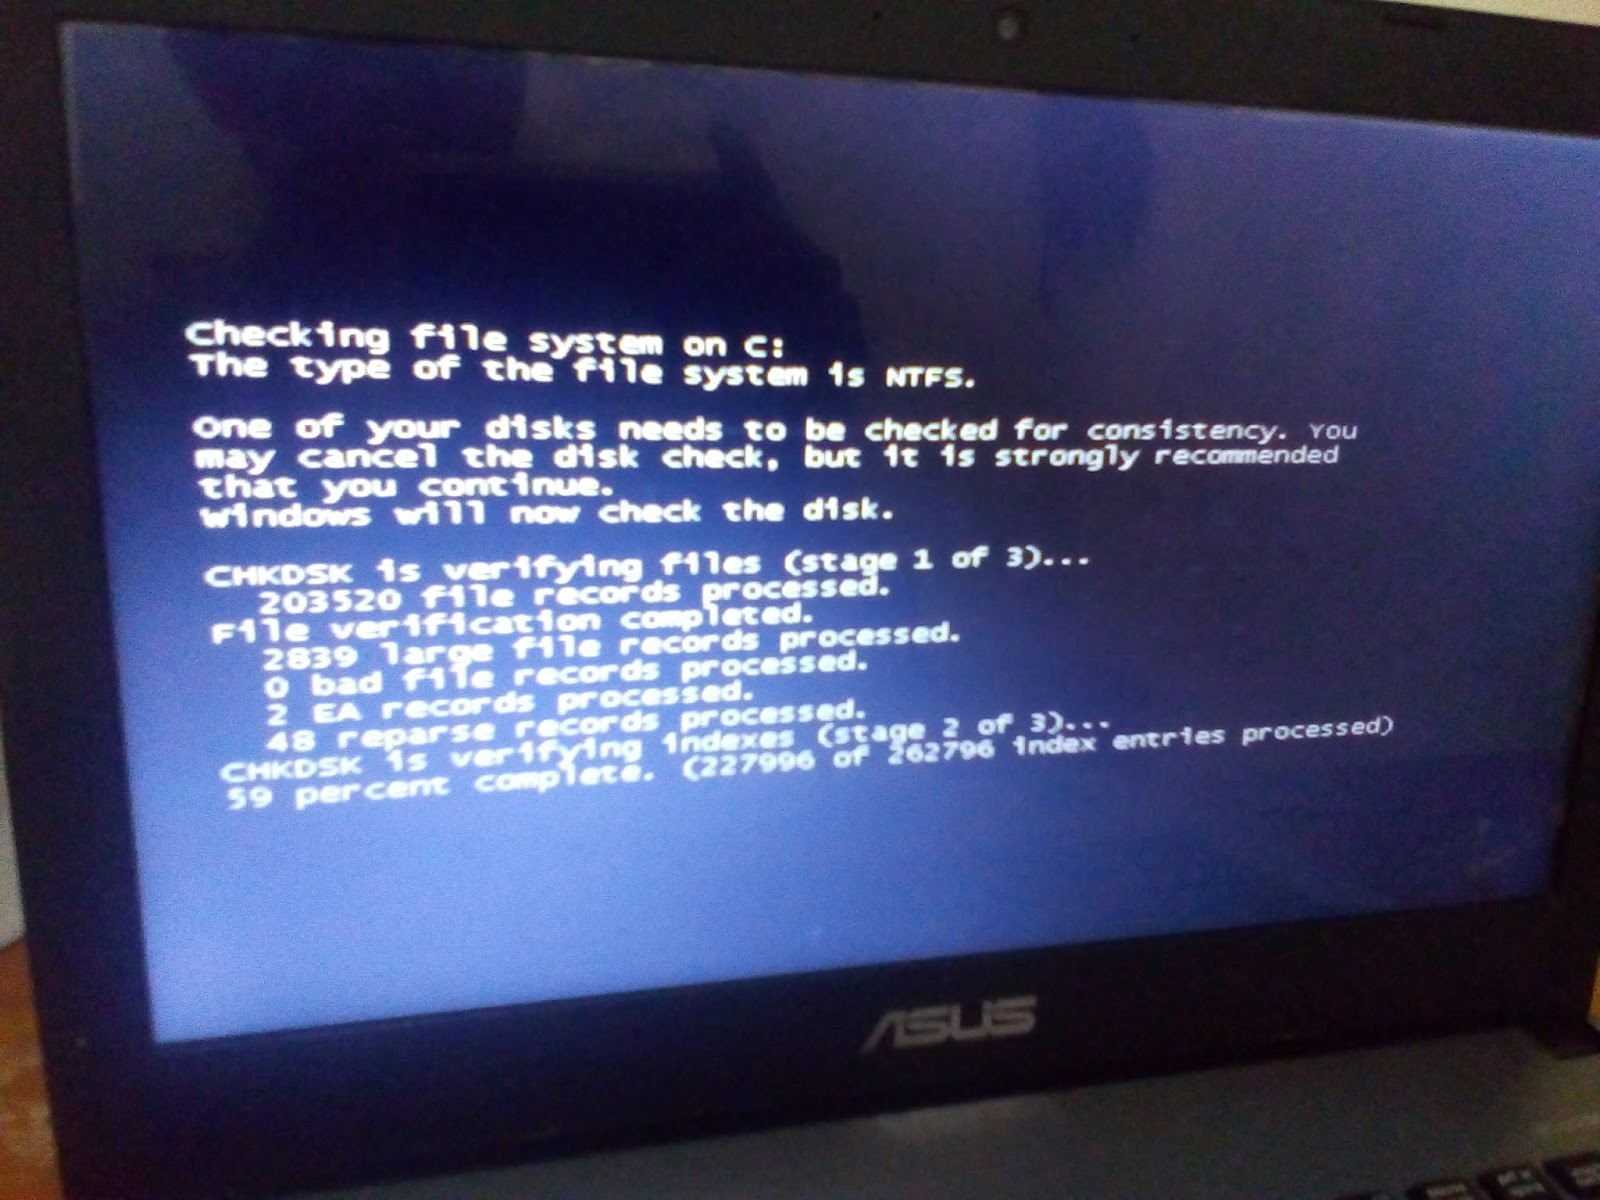 Checking file system on C:
The type of the file system is NTFS.
One of your disks needs to be checked for consistency. You
may cancel the disk check, but it is strongly recommended
that you continue.
Windows will now check the disk.
CHKDSK is verifying files (stage 1 of 3)...
203520 file records processed.
File verification completed.
2839 large file records processed.
0 bad file records processed.
2 EA records processed.
48 reparse records processed.
CHKDSK is verifying indexes (stage 2 of 3)...
59 percent complete. (227996 of 262796 index entries processed)
ASUS